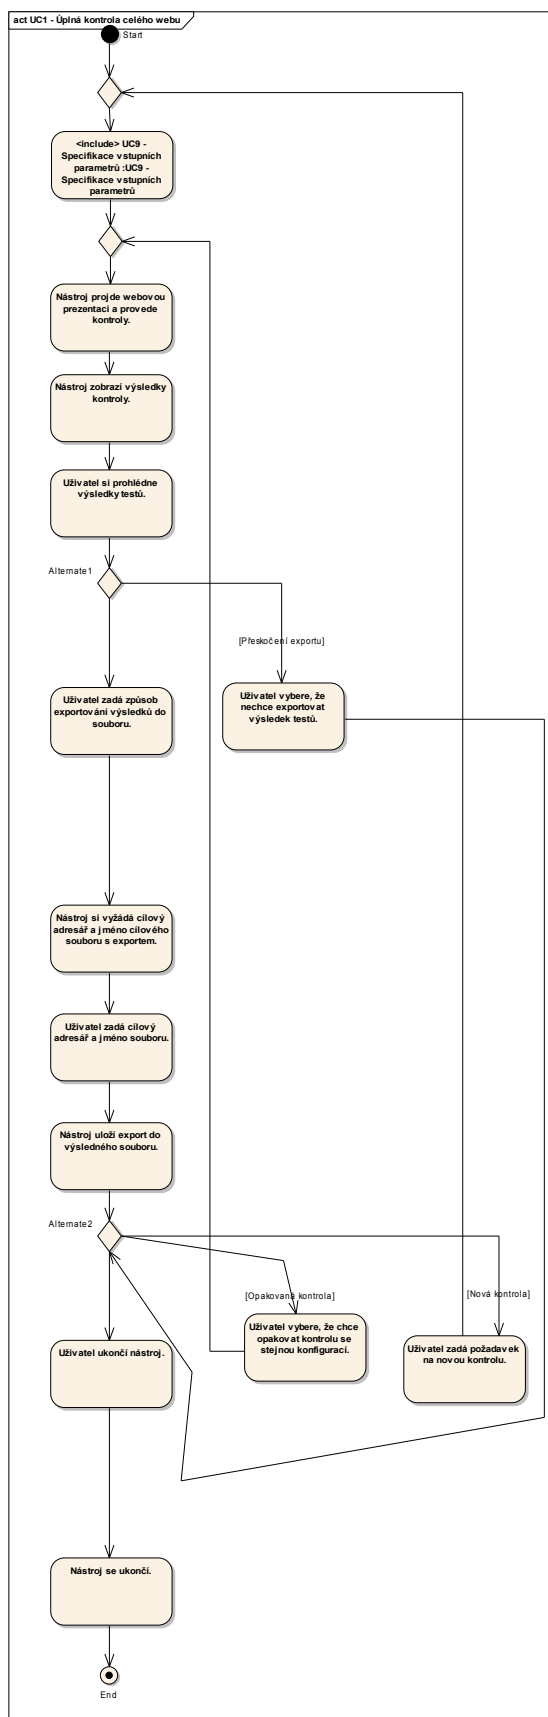 act UC1 - Úplná kontrola celého webu
Start
<include> UC9 -
Specifikace vstupních
parametrů :UC9 -
Specifikace vstupních
parametrů
Nástroj projde webovou
prezentaci a provede
kontroly.
Nástroj zobrazí výsledky
kontroly.
Uživatel si prohlédne
výsledky testů.
Alternate1
[Přeskočení exportu]
Uživatel zadá způsob
exportování výsledků do
souboru.
Uživatel vybere, že
nechce exportovat
výsledek testů.
Nástroj si vyžádá cílový
adresář a jméno cílového
souboru s exportem.
Uživatel zadá cílový
adresář a jméno souboru.
Nástroj uloží export do
výsledného souboru.
Alternate2
[Opakovaná kontrola]
[Nová kontrola]
Uživatel ukončí nástroj.
Uživatel vybere, že chce
opakovat kontrolu se
stejnou konfigurací.
Uživatel zadá požadavek
na novou kontrolu.
Nástroj se ukončí.
End